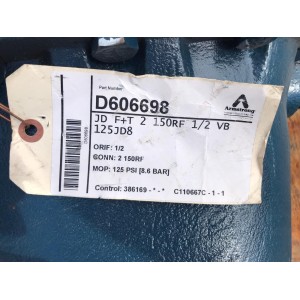 Part Number
D606698
Armstrong
JD F+T 2 150RF 1/2 VB
125JD8
ORIF: 1/2
CONN: 2 150RF
MOP: 125 PSI [8.6 BAR]
Control: 386169 - * - * C110667C - 1 - 1